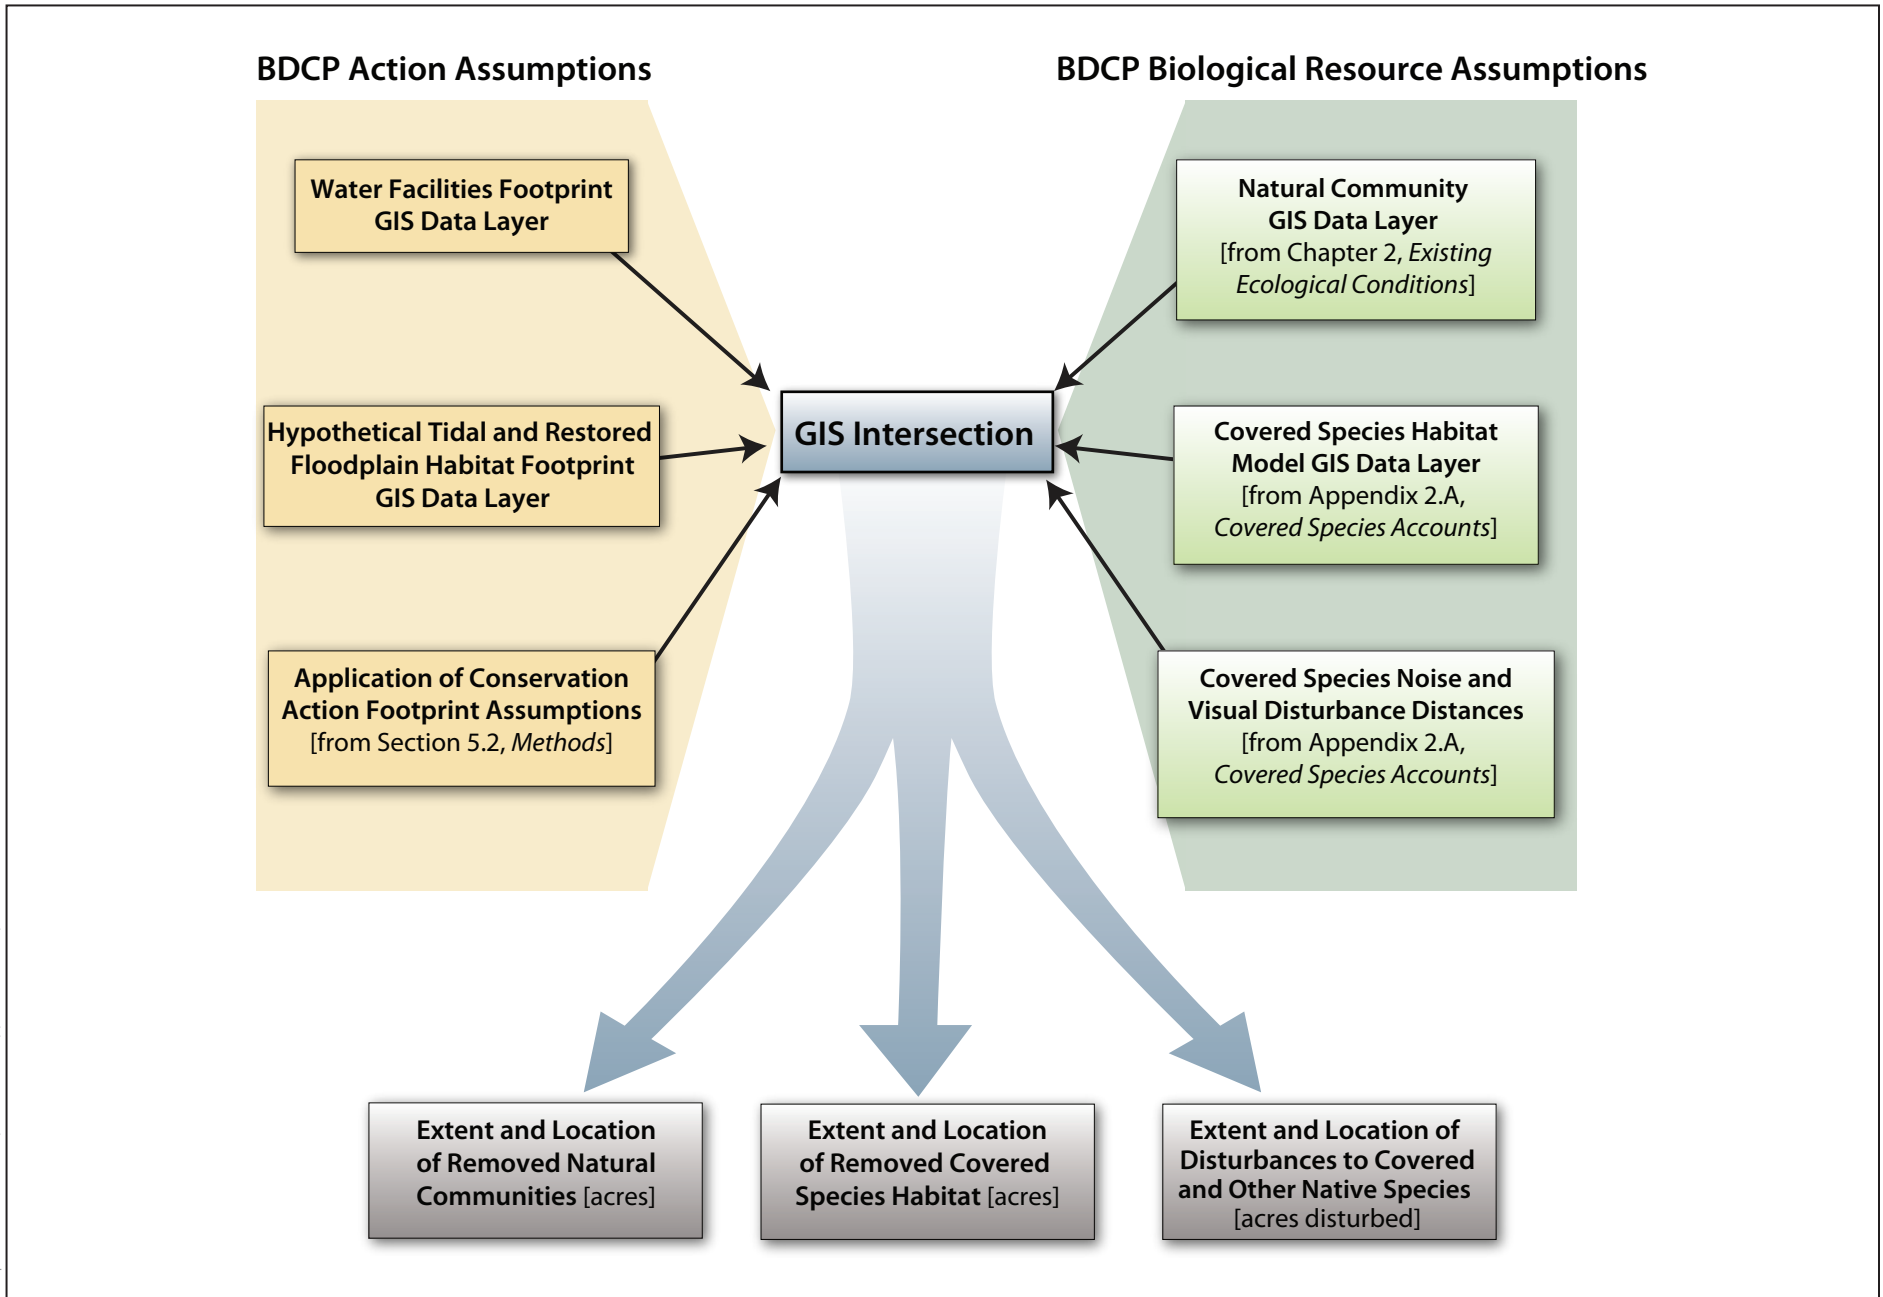 BDCP Action Assumptions
BDCP Biological Resource Assumptions
Water Facilities Footprint
GIS Data Layer
Hypothetical Tidal and Restored
Floodplain Habitat Footprint
GIS Data Layer
Application of Conservation
Action Footprint Assumptions
[from Section 5.2, Methods]
GIS Intersection
Natural Community
GIS Data Layer
[from Chapter 2, Existing
Ecological Conditions]
Covered Species Habitat
Model GIS Data Layer
[from Appendix 2.A,
Covered Species Accounts]
Covered Species Noise and
Visual Disturbance Distances
[from Appendix 2.A,
Covered Species Accounts]
Extent and Location
of Removed Natural
Communities [acres]
Extent and Location
of Removed Covered
Species Habitat [acres]
Extent and Location of
Disturbances to Covered
and Other Native Species
[acres disturbed]